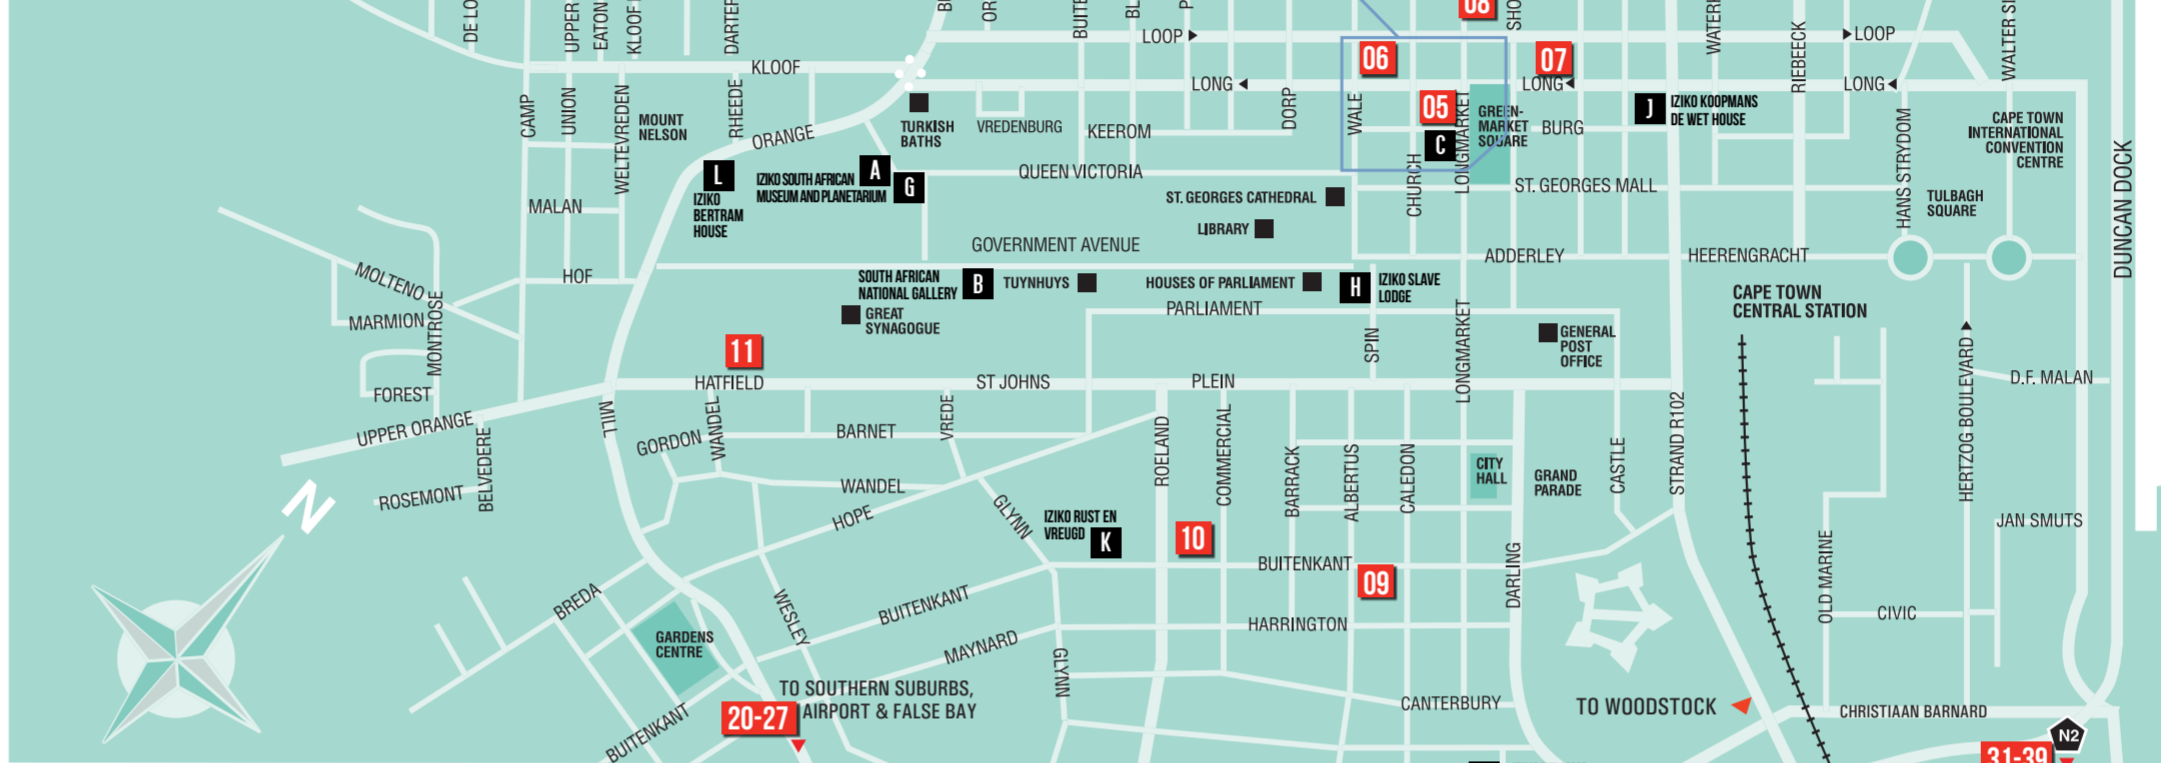 DE LO
UPPER
EATON
KLOOF
DARTER
BU
OR
BUITE
BL
P
08
SHO
WATER
RIEBEECK
WALTER SI
LOOP
LOOP
KLOOF
06
07
LONG
LONG
LONG
CAMP
UNION
WELTEVREDEN
MOUNT
NELSON
RHEEDE
ORANGE
TURKISH
BATHS
VREDENBURG
KEEROM
DORP
WALE
05
C
CHURCH
LONGMARKET
GREEN-
MARKET
SQUARE
BURG
J
IZIKO KOOPMANS
DE WET HOUSE
HANS STRYDOM
CAPE TOWN
INTERNATIONAL
CONVENTION
CENTRE
DUNCAN DOCK
L
IZIKO
BERTRAM
HOUSE
IZIKO SOUTH AFRICAN
MUSEUM AND PLANETARIUM
A
G
QUEEN VICTORIA
ST. GEORGES CATHEDRAL
LIBRARY
ST. GEORGES MALL
TULBAGH
SQUARE
MALAN
GOVERNMENT AVENUE
ADDERLEY
HEERENGRACHT
MOLTENO
HOF
SOUTH AFRICAN
NATIONAL GALLERY
B
TUYNHUYS
HOUSES OF PARLIAMENT
H
IZIKO SLAVE
LODGE
CAPE TOWN
CENTRAL STATION
MARMION
MONTROSE
GREAT
SYNAGOGUE
PARLIAMENT
SPIN
LONGMARKET
GENERAL
POST
OFFICE
11
HATFIELD
ST JOHNS
PLEIN
HERTZOG BOULEVARD
D.F. MALAN
FOREST
UPPER ORANGE
BELVEDERE
ROSEMONT
MILL
GORDON
WANDEL
BARNET
VREDE
ROELAND
COMMERCIAL
BARRACK
ALBERTUS
CALEDON
CITY
HALL
GRAND
PARADE
CASTLE
STRAND R102
WANDEL
HOPE
GLYNN
IZIKO RUST EN
VREUGD
K
10
JAN SMUTS
N
BUITENKANT
09
DARLING
OLD MARINE
BREDA
WESLEY
BUITENKANT
HARRINGTON
CIVIC
GARDENS
CENTRE
MAYNARD
GLYNN
TO SOUTHERN SUBURBS,
AIRPORT & FALSE BAY
20-27
CANTERBURY
TO WOODSTOCK
CHRISTIAAN BARNARD
BUITENKANT
N2
31-39